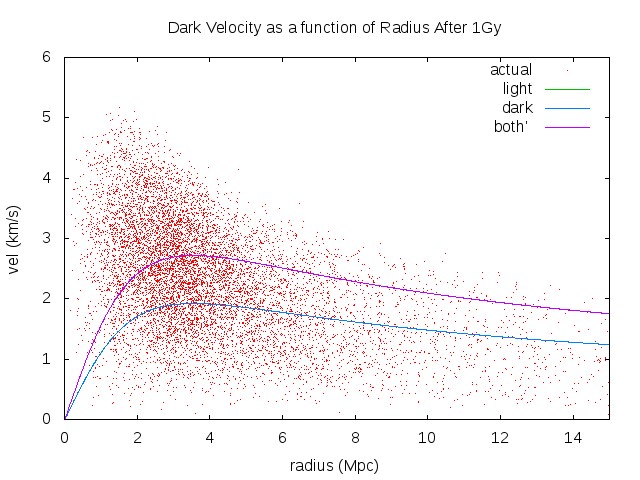 Dark Velocity as a function of Radius After 1Gy
6
5
4
3
2
1
0
vel (km/s)
actual
light
dark
both'
0 2 4 6 8 10 12 14
radius (Mpc)